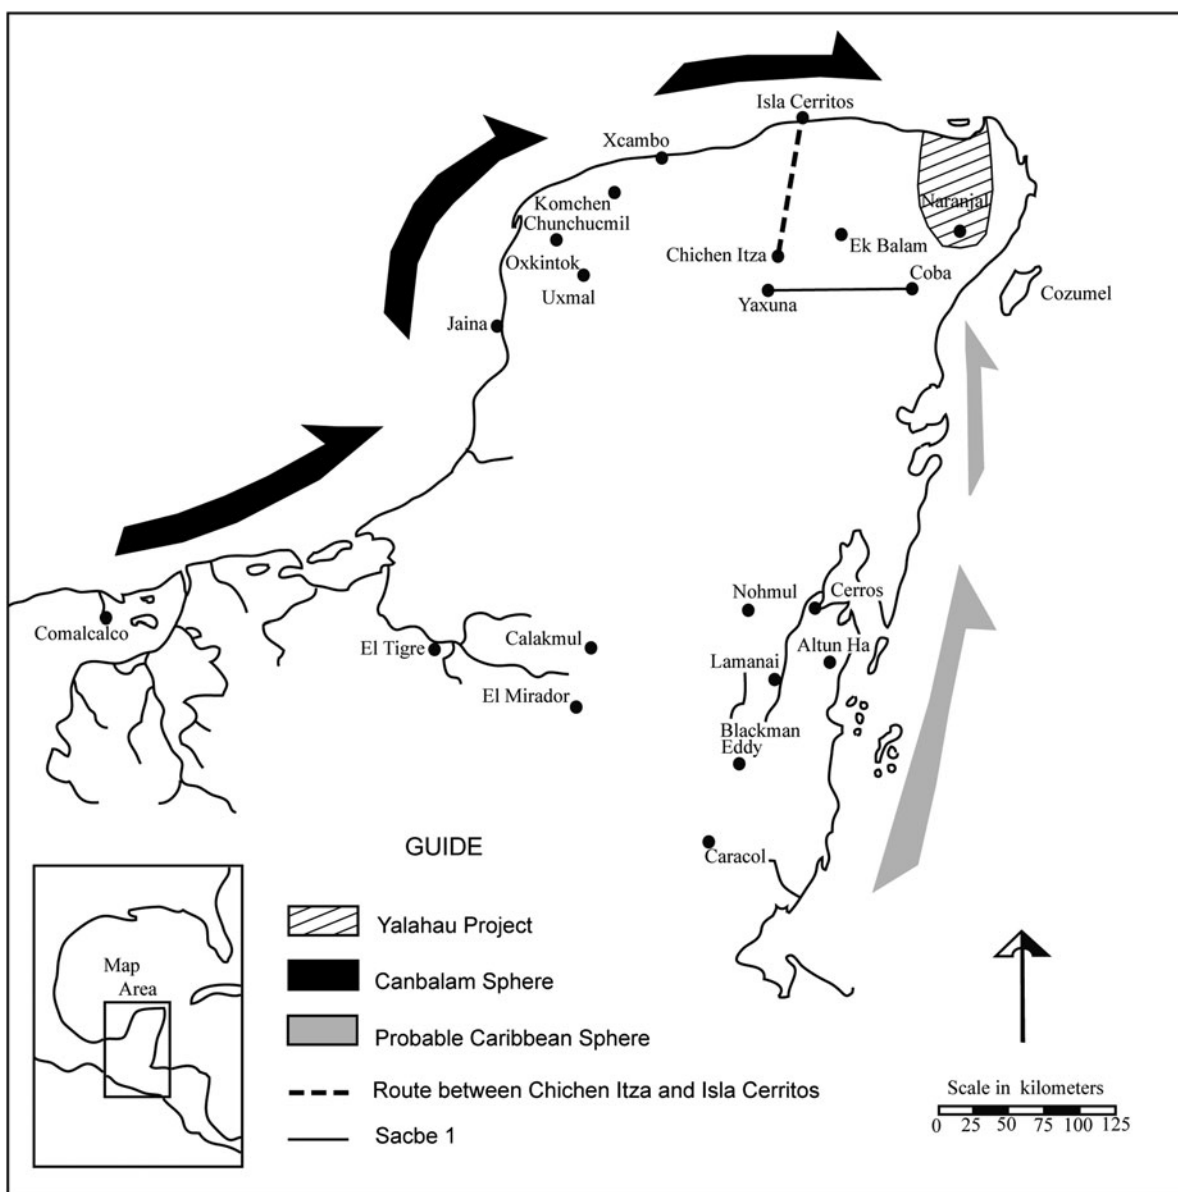 Isla Cerritos
Xcambo
Komchen
Chunchucmil
Naranjal
Oxkintok
Chichen Itza
Ek Balam
Uxmal
Coba
Yaxuna
Cozumel
Jaina
Nohmul
Cerros
Comalcalco
El Tigre
Calakmul
Altun Ha
Lamanai
El Mirador
Blackman
Eddy
Caracol
GUIDE
Yalahau Project
Canbalam Sphere
Probable Caribbean Sphere
Route between Chichen Itza and Isla Cerritos
Sacbe 1
Map
Area
Scale in kilometers
0 25 50 75 100 125